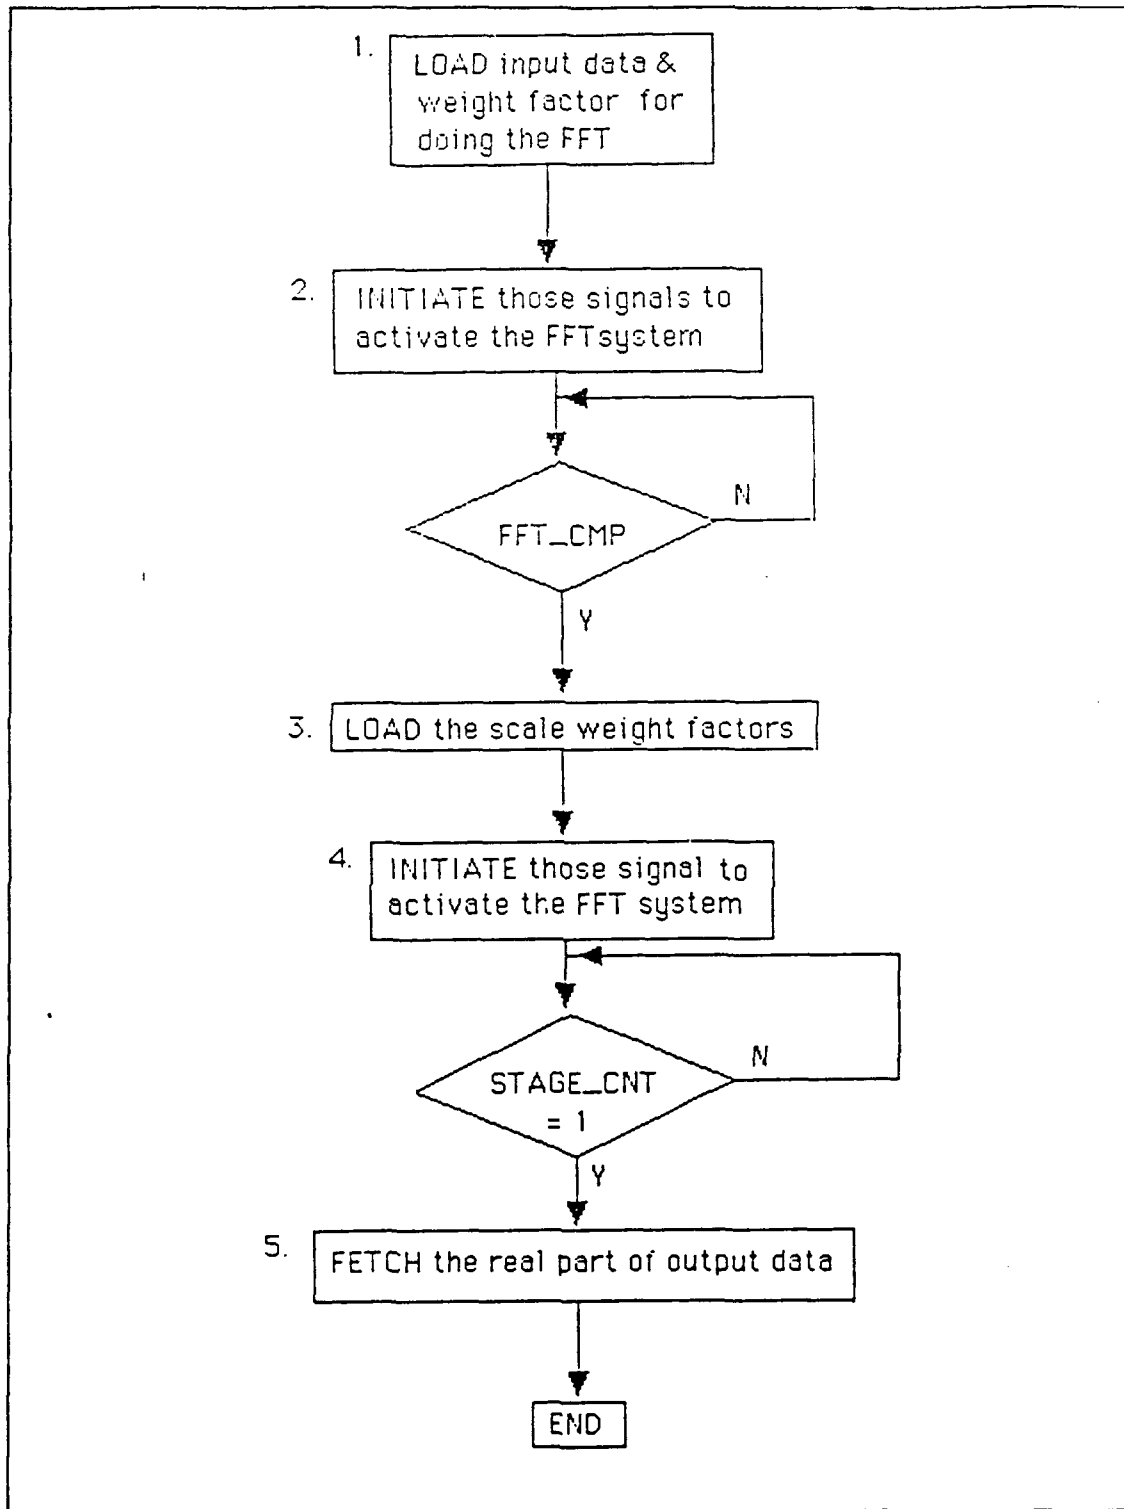 1.
LOAD input data &
weight factor for
doing the FFT
2.
INITIATE those signals to
activate the FFTsystem
N
FFT_CMP
Y
3.
LOAD the scale weight factors
4.
INITIATE those signal to
activate the FFT system
N
STAGE_CNT
= 1
Y
5.
FETCH the real part of output data
END